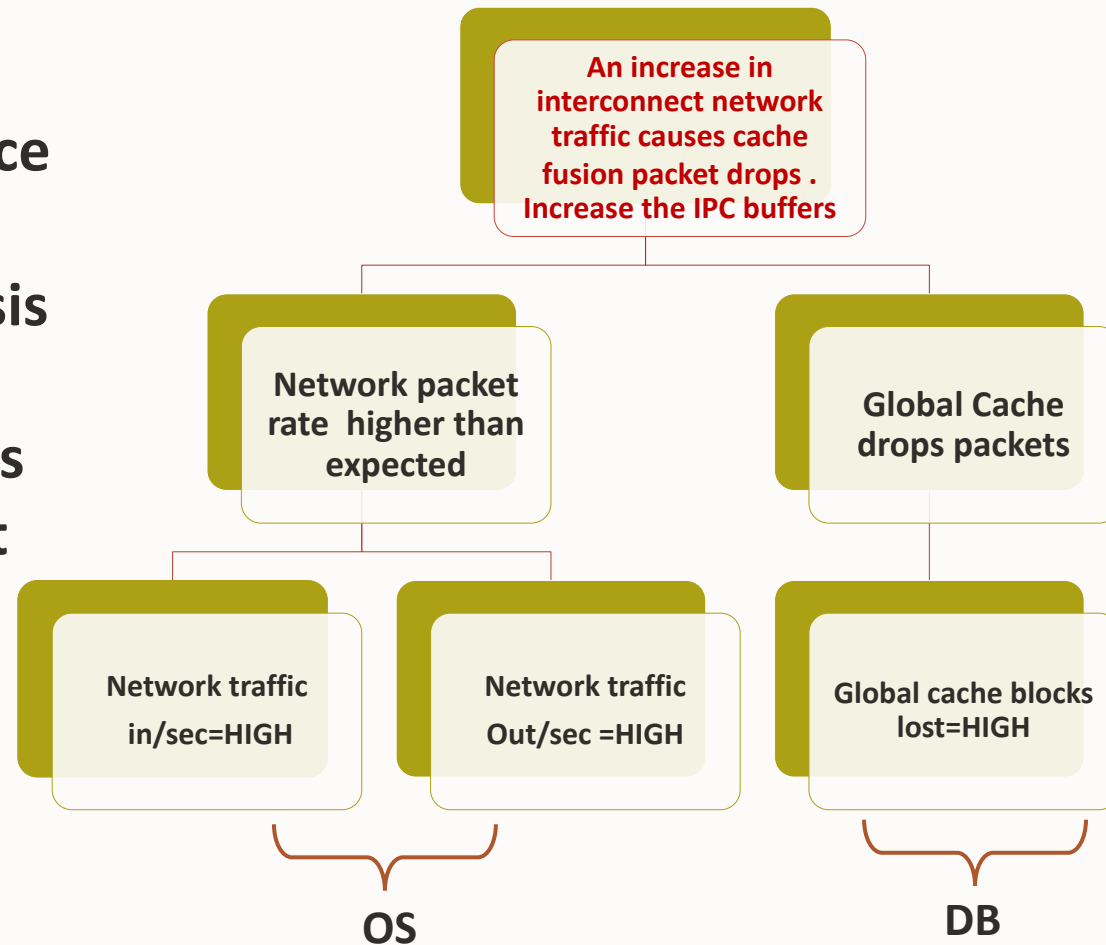 An increase in
interconnect network
traffic causes cache
fusion packet drops .
Increase the IPC buffers
Network packet
rate higher than
expected
Global Cache
drops packets
Network traffic
in/sec=HIGH
Network traffic
Out/sec =HIGH
Global cache blocks
lost=HIGH
OS
DB